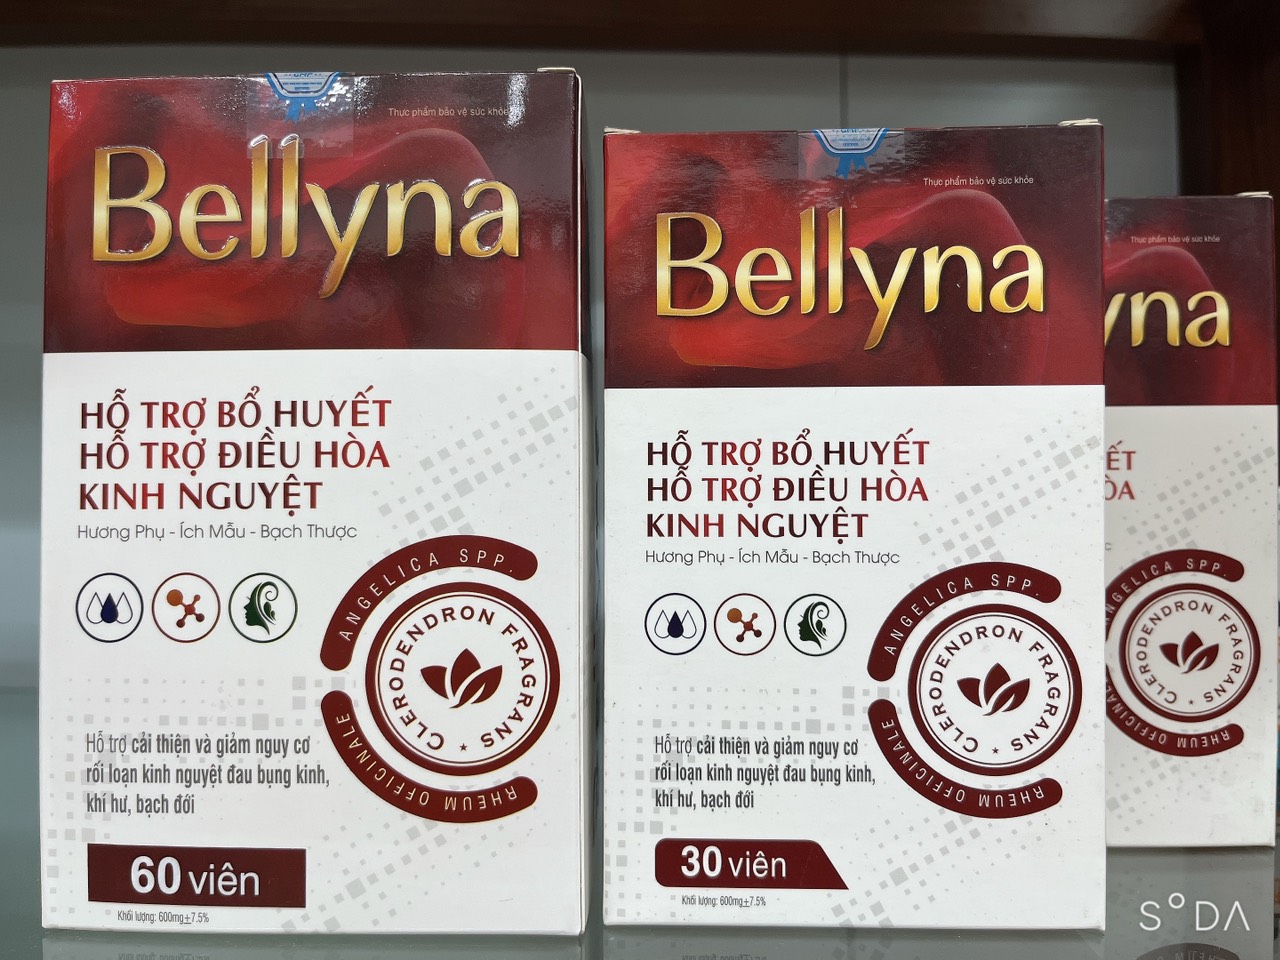 GMP
Thực phẩm bảo vệ sức khỏe
Bellyna
HỖ TRỢ BỔ HUYẾT
HỖ TRỢ ĐIỀU HÒA
KINH NGUYỆT
Hương Phụ - Ích Mẫu - Bạch Thược
ANGELICA SPP.
CLERODENDRON FRAGRANS
RHEUM OFFICINALE
Hỗ trợ cải thiện và giảm nguy cơ
rối loạn kinh nguyệt đau bụng kinh,
khí hư, bạch đới
60 viên
Khối lượng: 600mg±7.5%
GMP
Thực phẩm bảo vệ sức khỏe
Bellyna
HỖ TRỢ BỔ HUYẾT
HỖ TRỢ ĐIỀU HÒA
KINH NGUYỆT
Hương Phụ - Ích Mẫu - Bạch Thược
ANGELICA SPP.
CLERODENDRON FRAGRANS
RHEUM OFFICINALE
Hỗ trợ cải thiện và giảm nguy cơ
rối loạn kinh nguyệt đau bụng kinh,
khí hư, bạch đới
30 viên
Khối lượng: 600mg±7.5%
Thực phẩm bảo vệ sức khỏe
yna
ẾT
ÒA
ANGELICA SPP.
CLERODENDRON FRAGRANS
RHEUM OFFICINALE
SODA